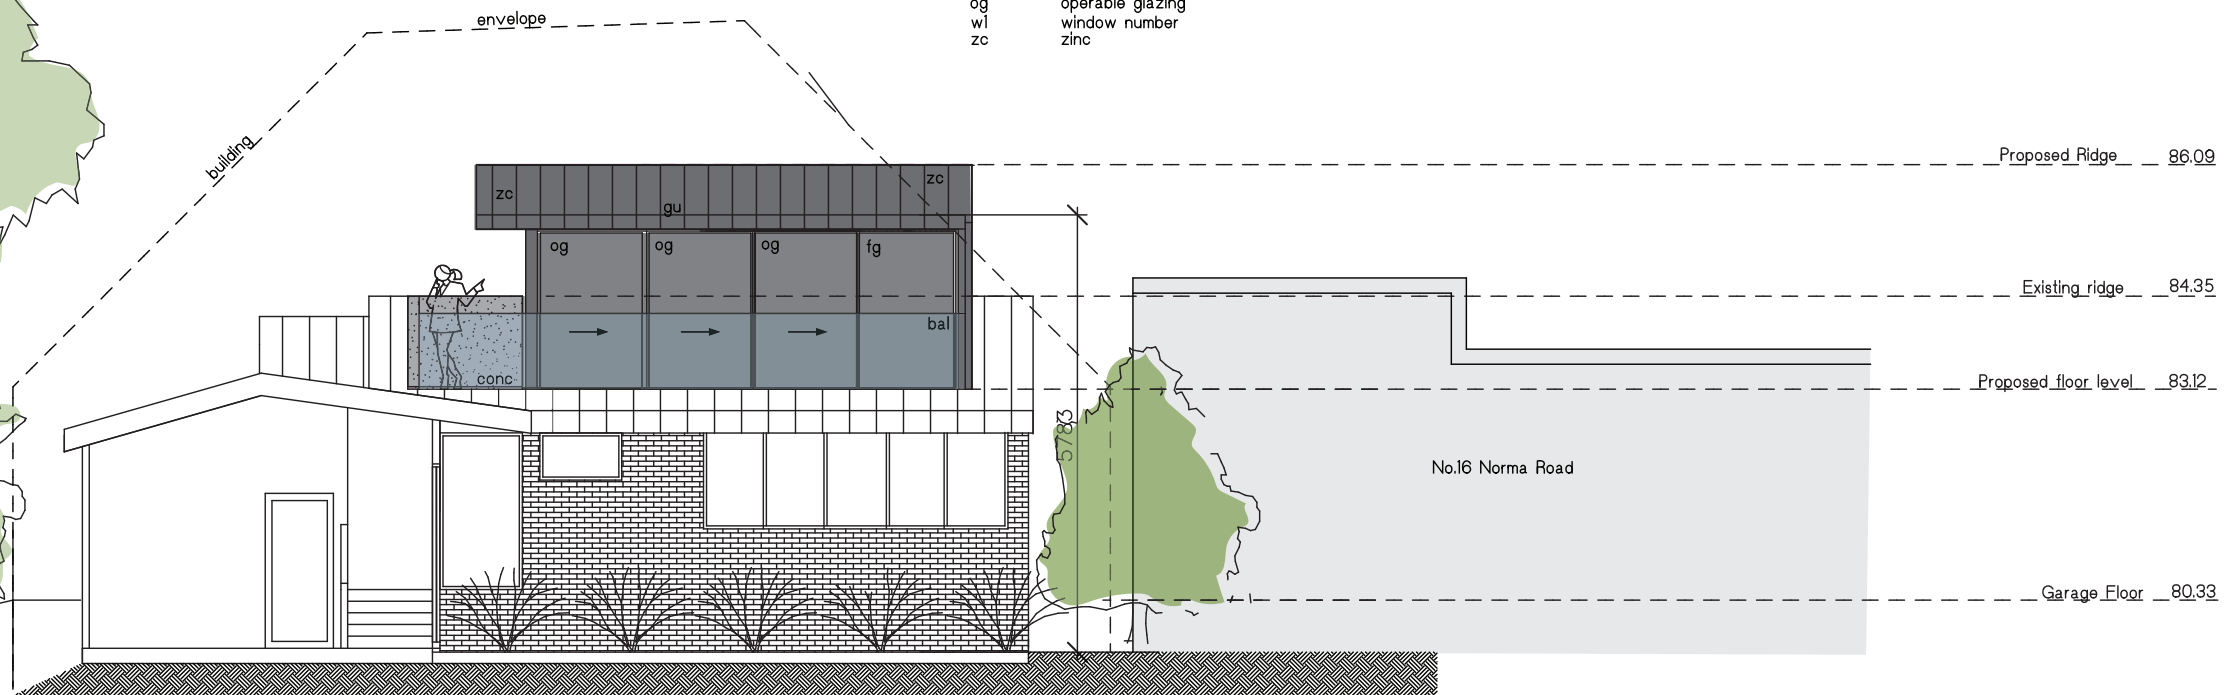 og operable glazing
w1 window number
zc zinc
envelope
building
Proposed Ridge 86.09
zc
zc
gu
og
og
og
fg
Existing ridge 84.35
bal
conc
Proposed floor level 83.12
5783
No.16 Norma Road
Garage Floor 80.33